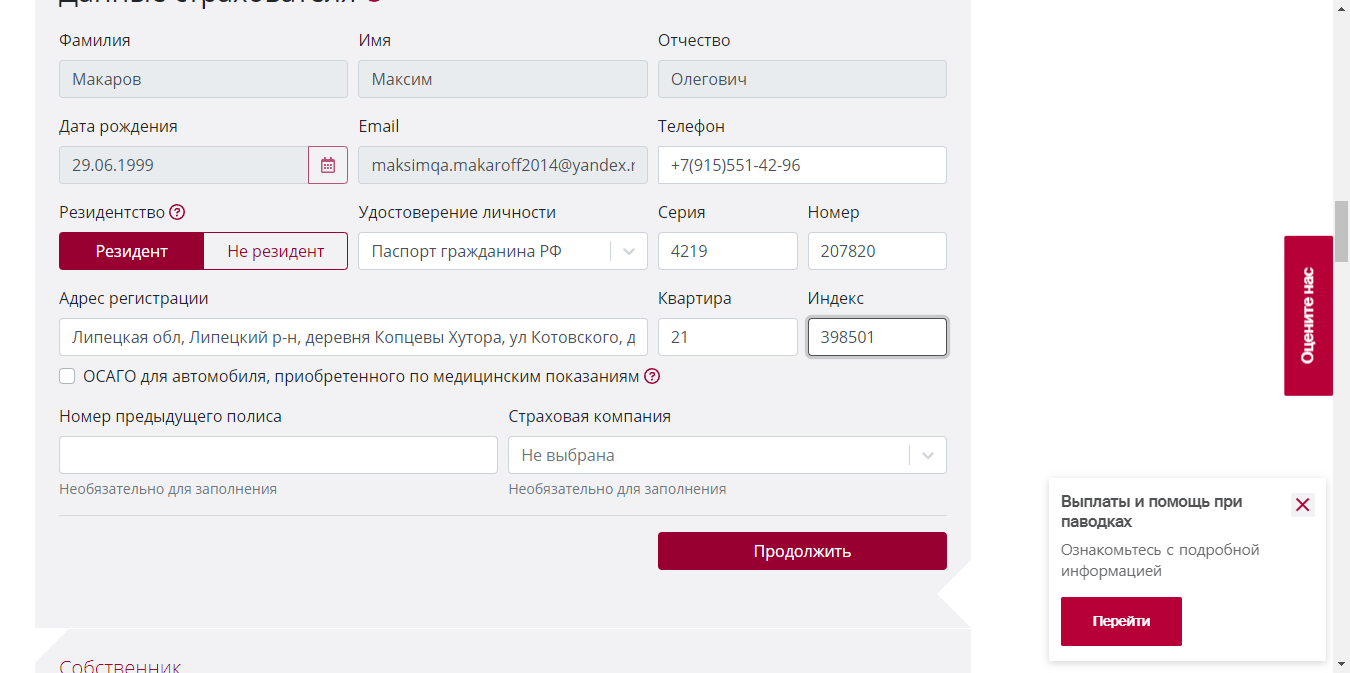 Данные страхователя
Фамилия
Имя
Отчество
Макаров
Максим
Олегович
Дата рождения
Email
Телефон
29.06.1999
maksimqa.makaroff2014@yandex.r
+7(915)551-42-96
Резидентство
Удостоверение личности
Серия
Номер
Резидент
Не резидент
Паспорт гражданина РФ
4219
207820
Адрес регистрации
Квартира
Индекс
Липецкая обл, Липецкий р-н, деревня Копцевы Хутора, ул Котовского, д
21
398501
ОСАГО для автомобиля, приобретенного по медицинским показаниям
Номер предыдущего полиса
Страховая компания
Не выбрана
Необязательно для заполнения
Необязательно для заполнения
Продолжить
Собственник
Оцените нас
Выплаты и помощь при
паводках
Ознакомьтесь с подробной
информацией
Перейти